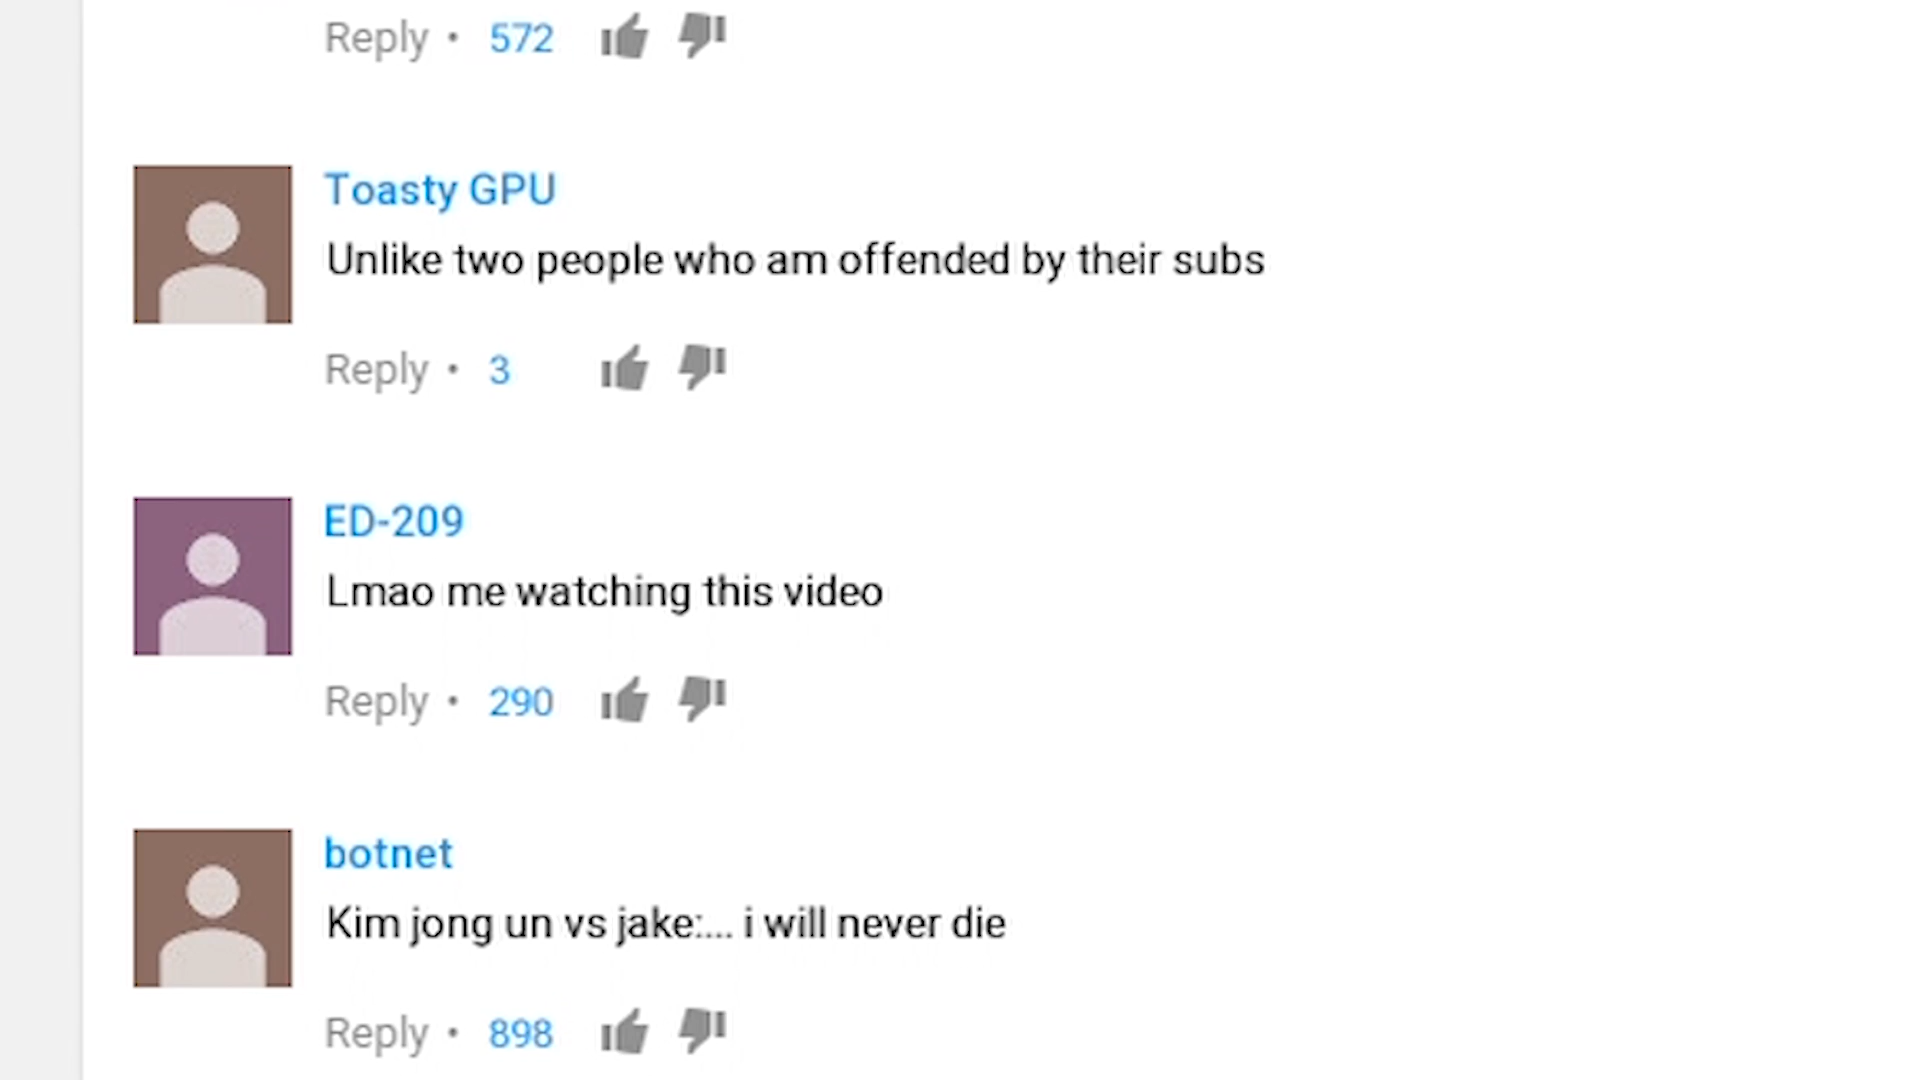 Reply • 572
Toasty GPU
Unlike two people who am offended by their subs
Reply • 3
ED-209
Lmao me watching this video
Reply • 290
botnet
Kim jong un vs jake:... i will never die
Reply • 898